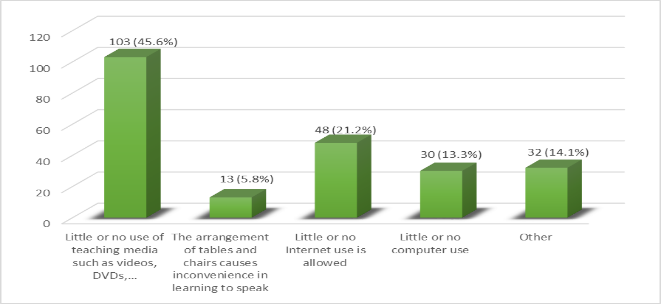 120
100
80
60
40
20
0
103 (45.6%)
13 (5.8%)
48 (21.2%)
30 (13.3%)
32 (14.1%)
Little or no use of
teaching media
such as videos,
DVDs,...
The arrangement
of tables and
chairs causes
inconvenience in
learning to speak
Little or no
Internet use is
allowed
Little or no
computer use
Other